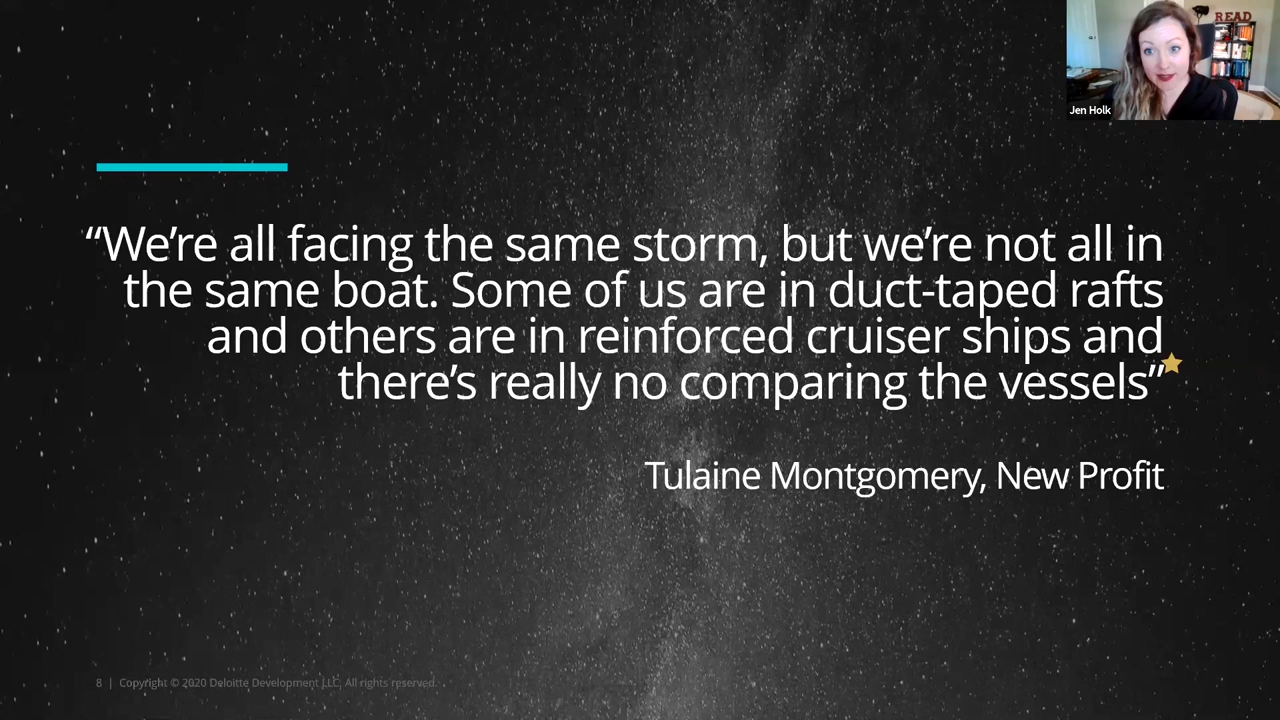 READ
Jen Holk
“We’re all facing the same storm, but we’re not all in
the same boat. Some of us are in duct-taped rafts
and others are in reinforced cruiser ships and
there’s really no comparing the vessels”
Tulaine Montgomery, New Profit
8 | Copyright © 2020 Deloitte Development LLC. All rights reserved.